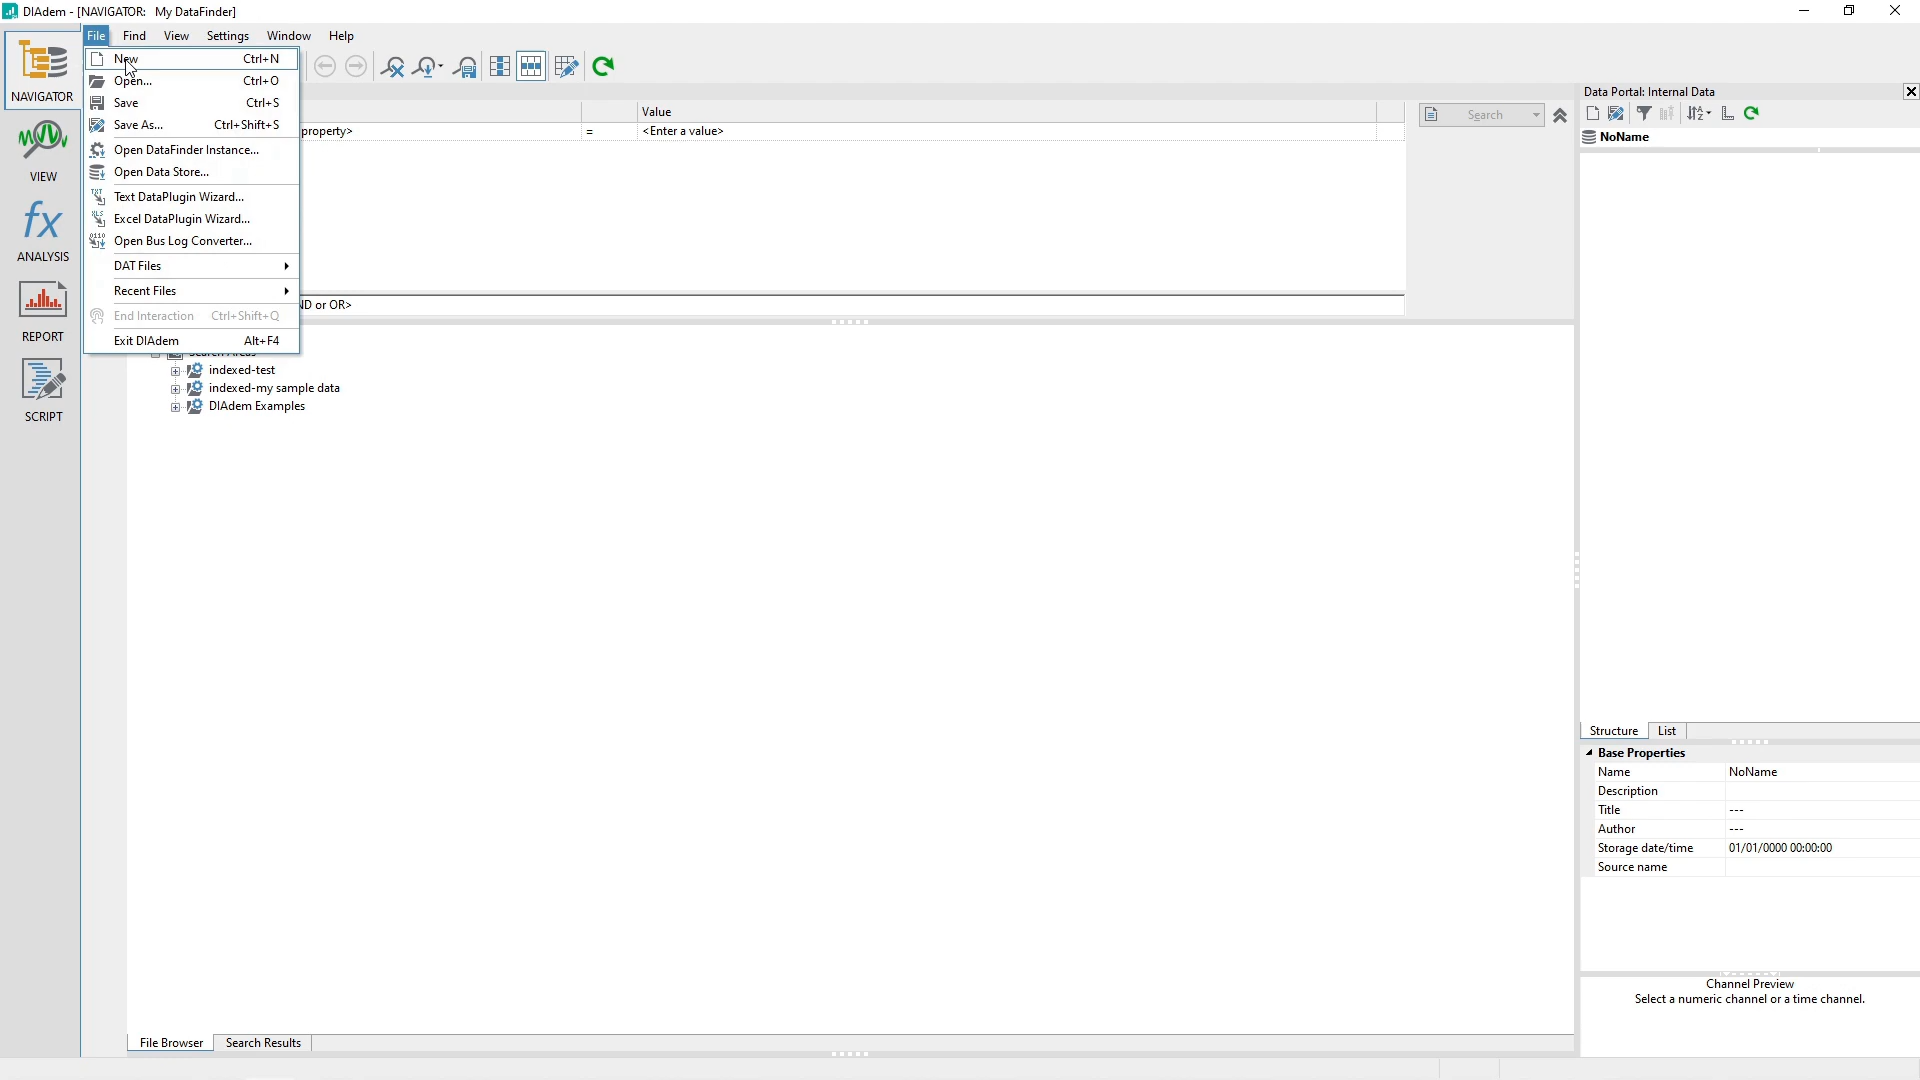 DIAdem - [NAVIGATOR: My DataFinder]
File Find View Settings Window Help
New Ctrl+N
Open... Ctrl+O
Save Ctrl+S
Save As... Ctrl+Shift+S
Open DataFinder Instance...
Open Data Store...
Text DataPlugin Wizard...
Excel DataPlugin Wizard...
Open Bus Log Converter...
DAT Files
Recent Files
End Interaction Ctrl+Shift+Q
Exit DIAdem Alt+F4
NAVIGATOR
VIEW
ANALYSIS
REPORT
SCRIPT
Value
property> = <Enter a value>
Search
ND or OR>
Search Areas
indexed-test
indexed-my sample data
DIAdem Examples
File Browser Search Results
Data Portal: Internal Data
NoName
Structure List
Base Properties
Name NoName
Description
Title ---
Author ---
Storage date/time 01/01/0000 00:00:00
Source name
Channel Preview
Select a numeric channel or a time channel.